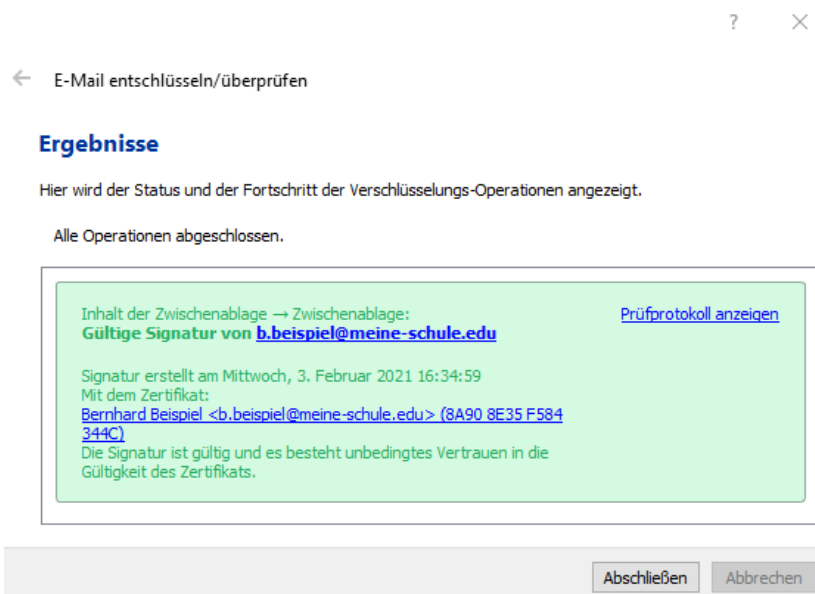 ?
E-Mail entschlüsseln/überprüfen
Ergebnisse
Hier wird der Status und der Fortschritt der Verschlüsselungs-Operationen angezeigt.
Alle Operationen abgeschlossen.
Inhalt der Zwischenablage → Zwischenablage:
Prüfprotokoll anzeigen
Gültige Signatur von b.beispiel@meine-schule.edu
Signatur erstellt am Mittwoch, 3. Februar 2021 16:34:59
Mit dem Zertifikat:
Bernhard Beispiel <b.beispiel@meine-schule.edu> (8A90 8E35 F584
344C)
Die Signatur ist gültig und es besteht unbedingtes Vertrauen in die
Gültigkeit des Zertifikats.
Abschließen
Abbrechen